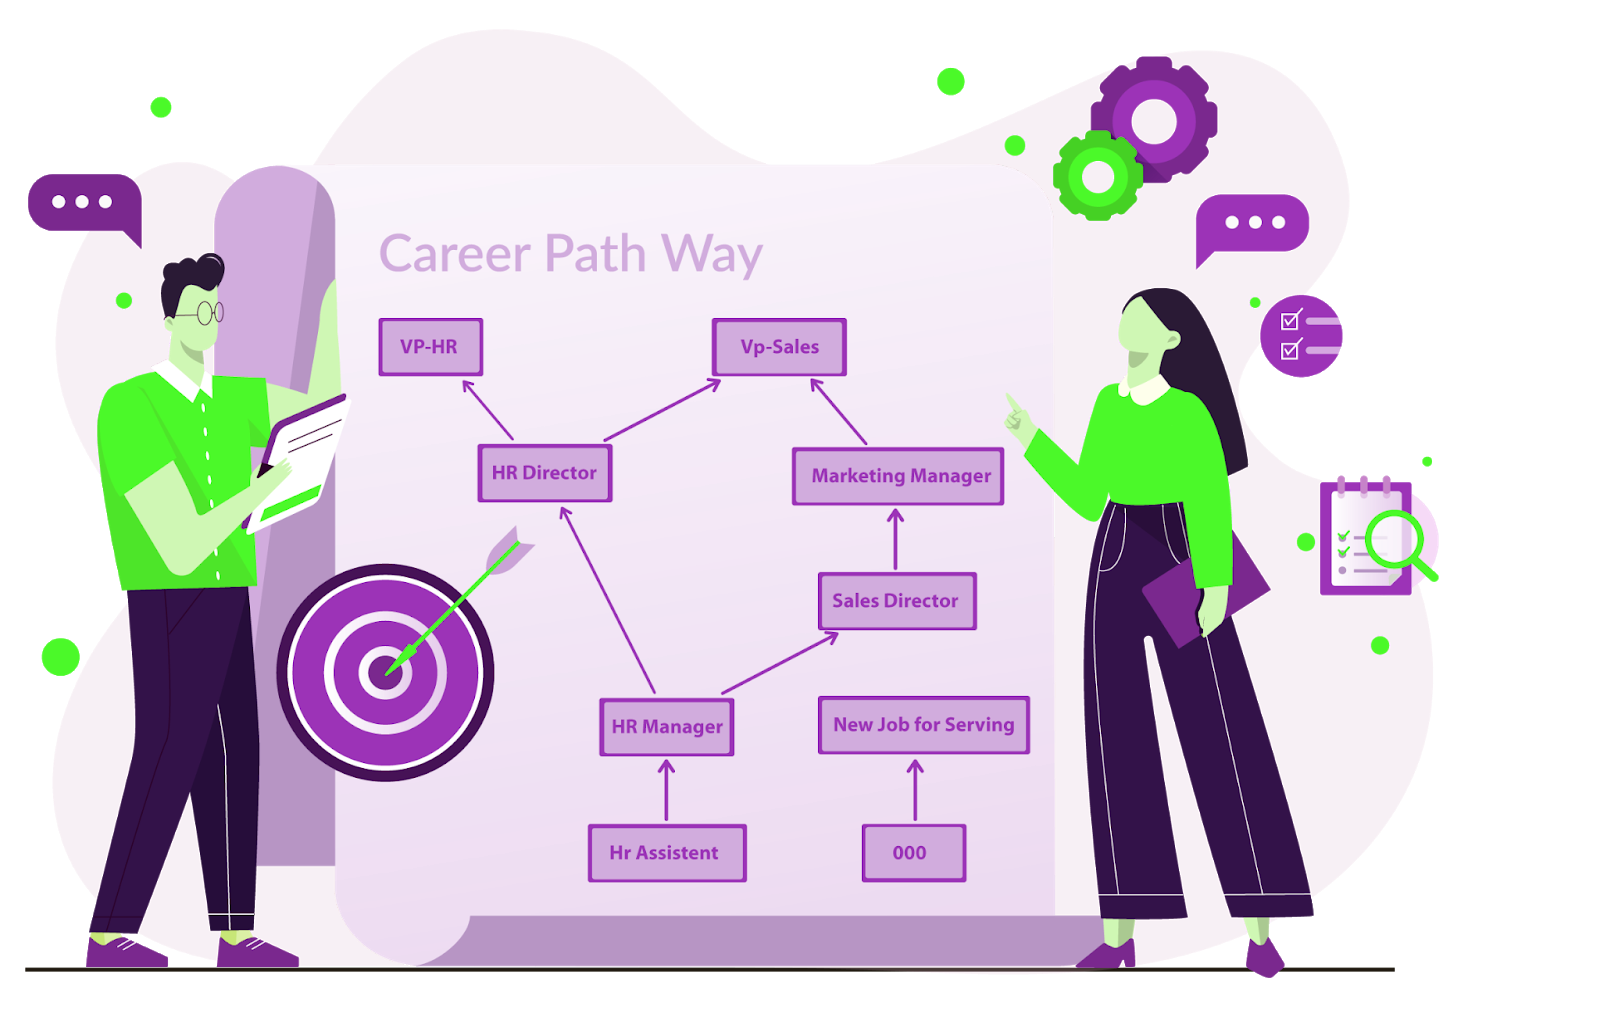 Career Path Way
VP-HR
Vp-Sales
HR Director
Marketing Manager
Sales Director
HR Manager
New Job for Serving
Hr Assistent
000